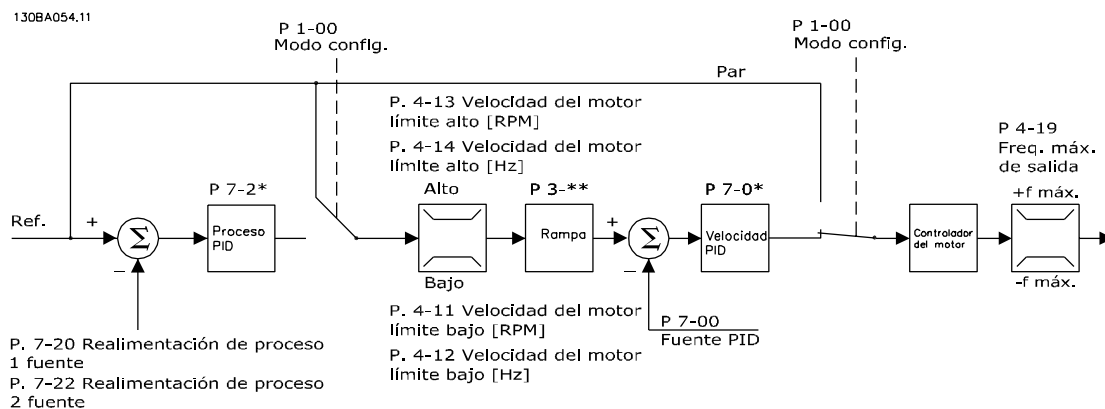 130BA054.11
P 1-00
Modo config.
P 1-00
Modo config.
Par
P. 4-13 Velocidad del motor
límite alto [RPM]
P. 4-14 Velocidad del motor
límite alto [Hz]
P 4-19
Freq. máx.
de salida
P 7-2*
Alto
P 3-**
P 7-0*
+f máx.
Ref.
+
Σ
_
Proceso
PID
Rampa
+
Σ
_
Velocidad
PID
Controlador
del motor
Bajo
-f máx.
P. 4-11 Velocidad del motor
límite bajo [RPM]
P. 4-12 Velocidad del motor
límite bajo [Hz]
P 7-00
Fuente PID
P. 7-20 Realimentación de proceso
1 fuente
P. 7-22 Realimentación de proceso
2 fuente